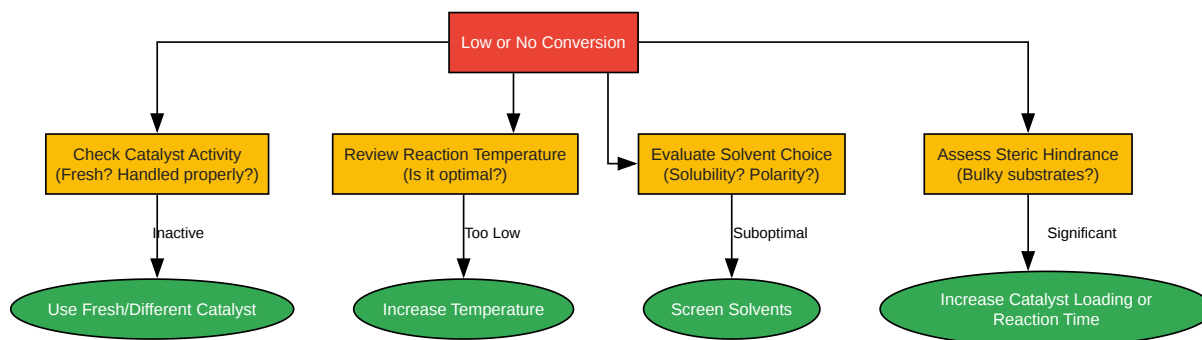 Low or No Conversion
Check Catalyst Activity
(Fresh? Handled properly?)
Review Reaction Temperature
(Is it optimal?)
Evaluate Solvent Choice
(Solubility? Polarity?)
Assess Steric Hindrance
(Bulky substrates?)
Inactive
Too Low
Suboptimal
Significant
Use Fresh/Different Catalyst
Increase Temperature
Screen Solvents
Increase Catalyst Loading or
Reaction Time